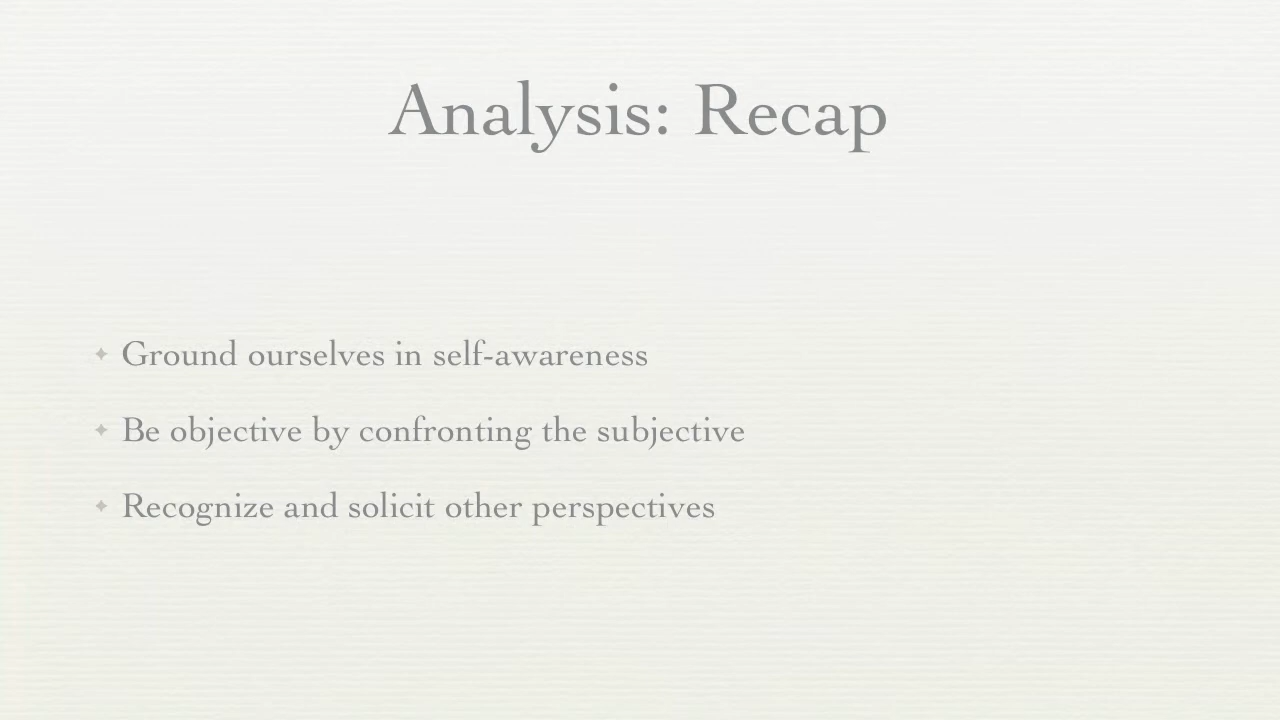 Analysis: Recap
Ground ourselves in self-awareness
Be objective by confronting the subjective
Recognize and solicit other perspectives